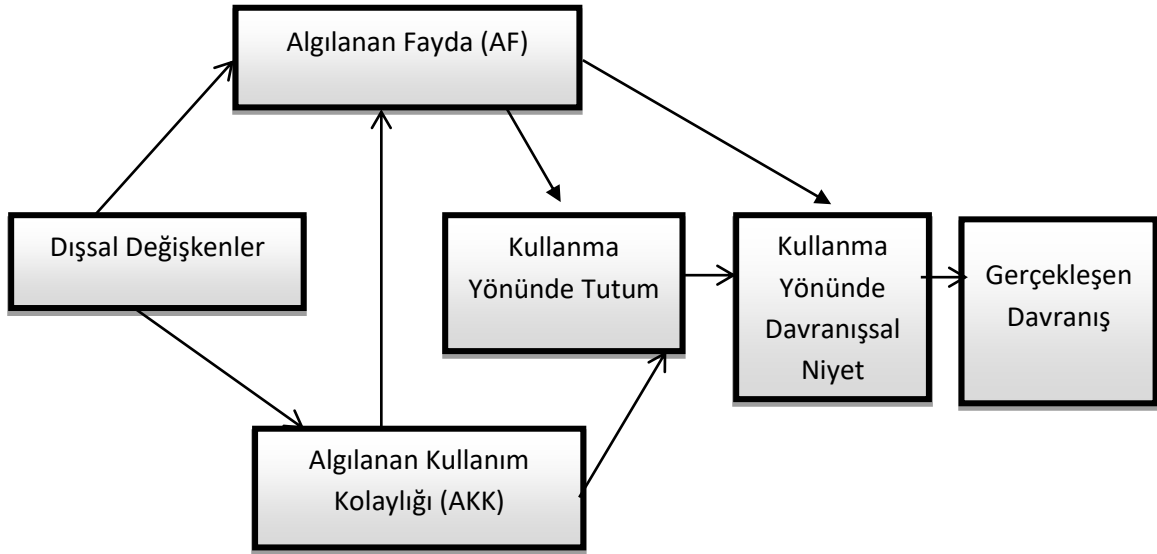 Algılanan Fayda (AF)
Dışsal Değişkenler
Kullanma
Yönünde Tutum
Kullanma
Yönünde
Davranışsal
Niyet
Gerçekleşen
Davranış
Algılanan Kullanım
Kolaylığı (AKK)